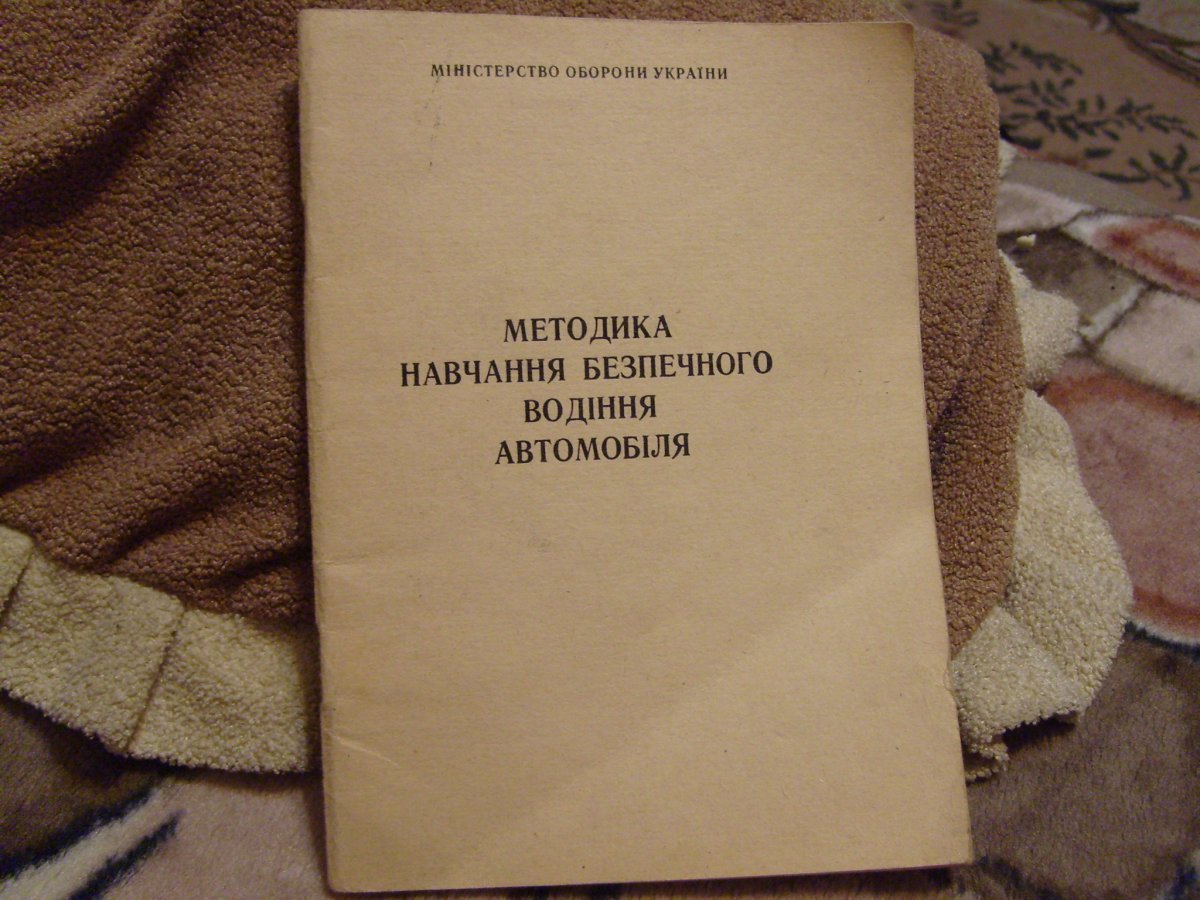 МІНІСТЕРСТВО ОБОРОНИ УКРАЇНИ
МЕТОДИКА
НАВЧАННЯ БЕЗПЕЧНОГО
ВОДІННЯ
АВТОМОБІЛЯ